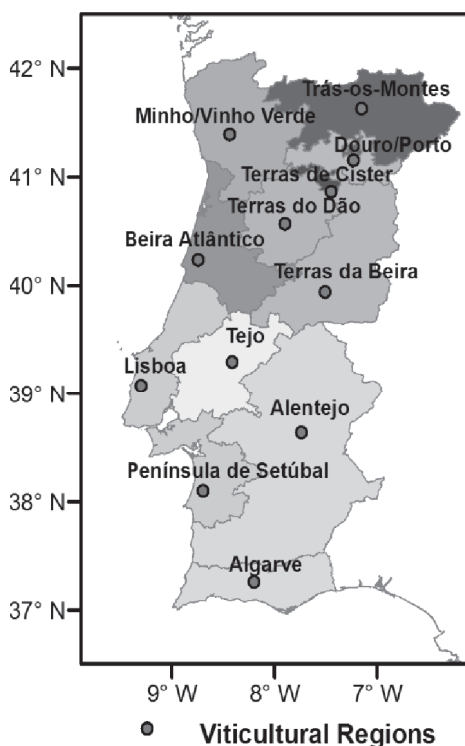 42° N
Trás-os-Montes
Minho/Vinho Verde
Douro/Porto
41° N
Terras de Cister
Terras do Dão
Beira Atlântico
Terras da Beira
40° N
Tejo
Lisboa
39° N
Alentejo
Península de Setúbal
38° N
Algarve
37° N
9° W 8° W 7° W
Viticultural Regions